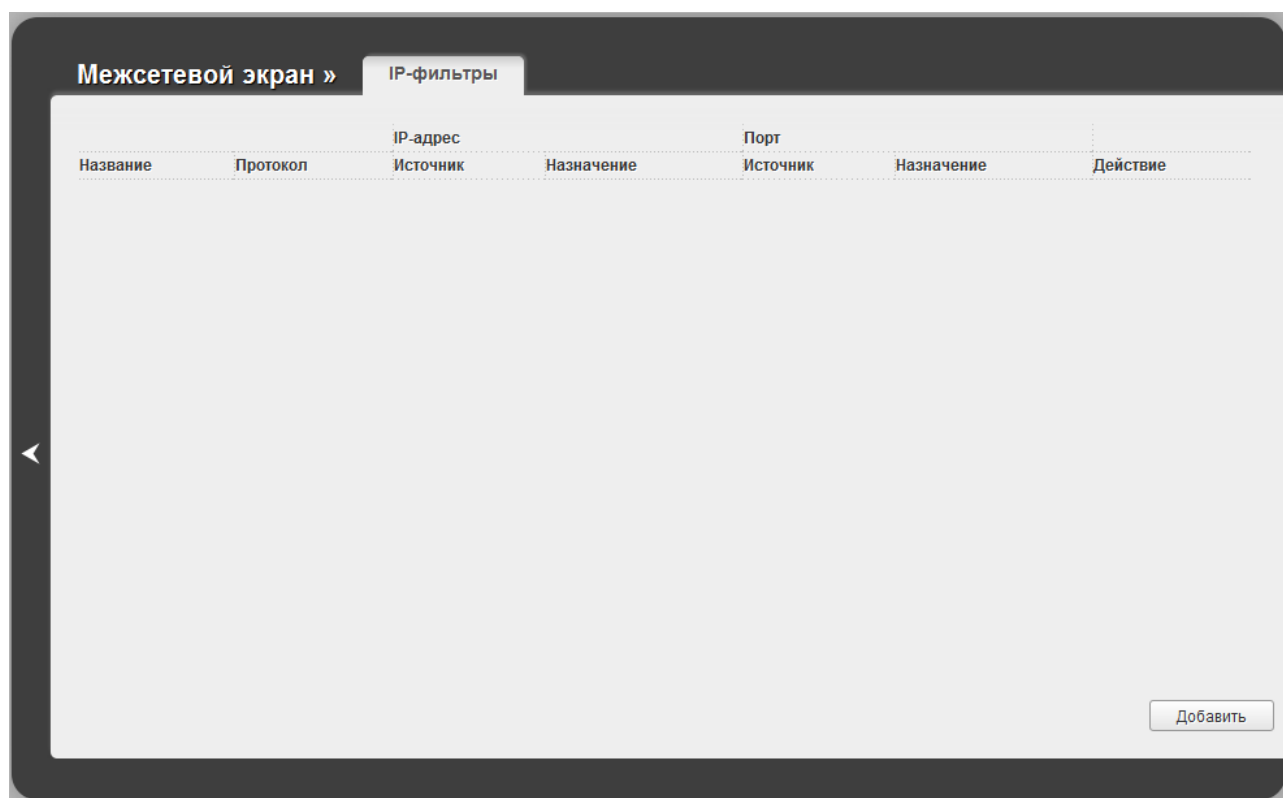 Межсетевой экран » IP-фильтры
IP-адрес Порт
Название Протокол Источник Назначение Источник Назначение Действие
Добавить